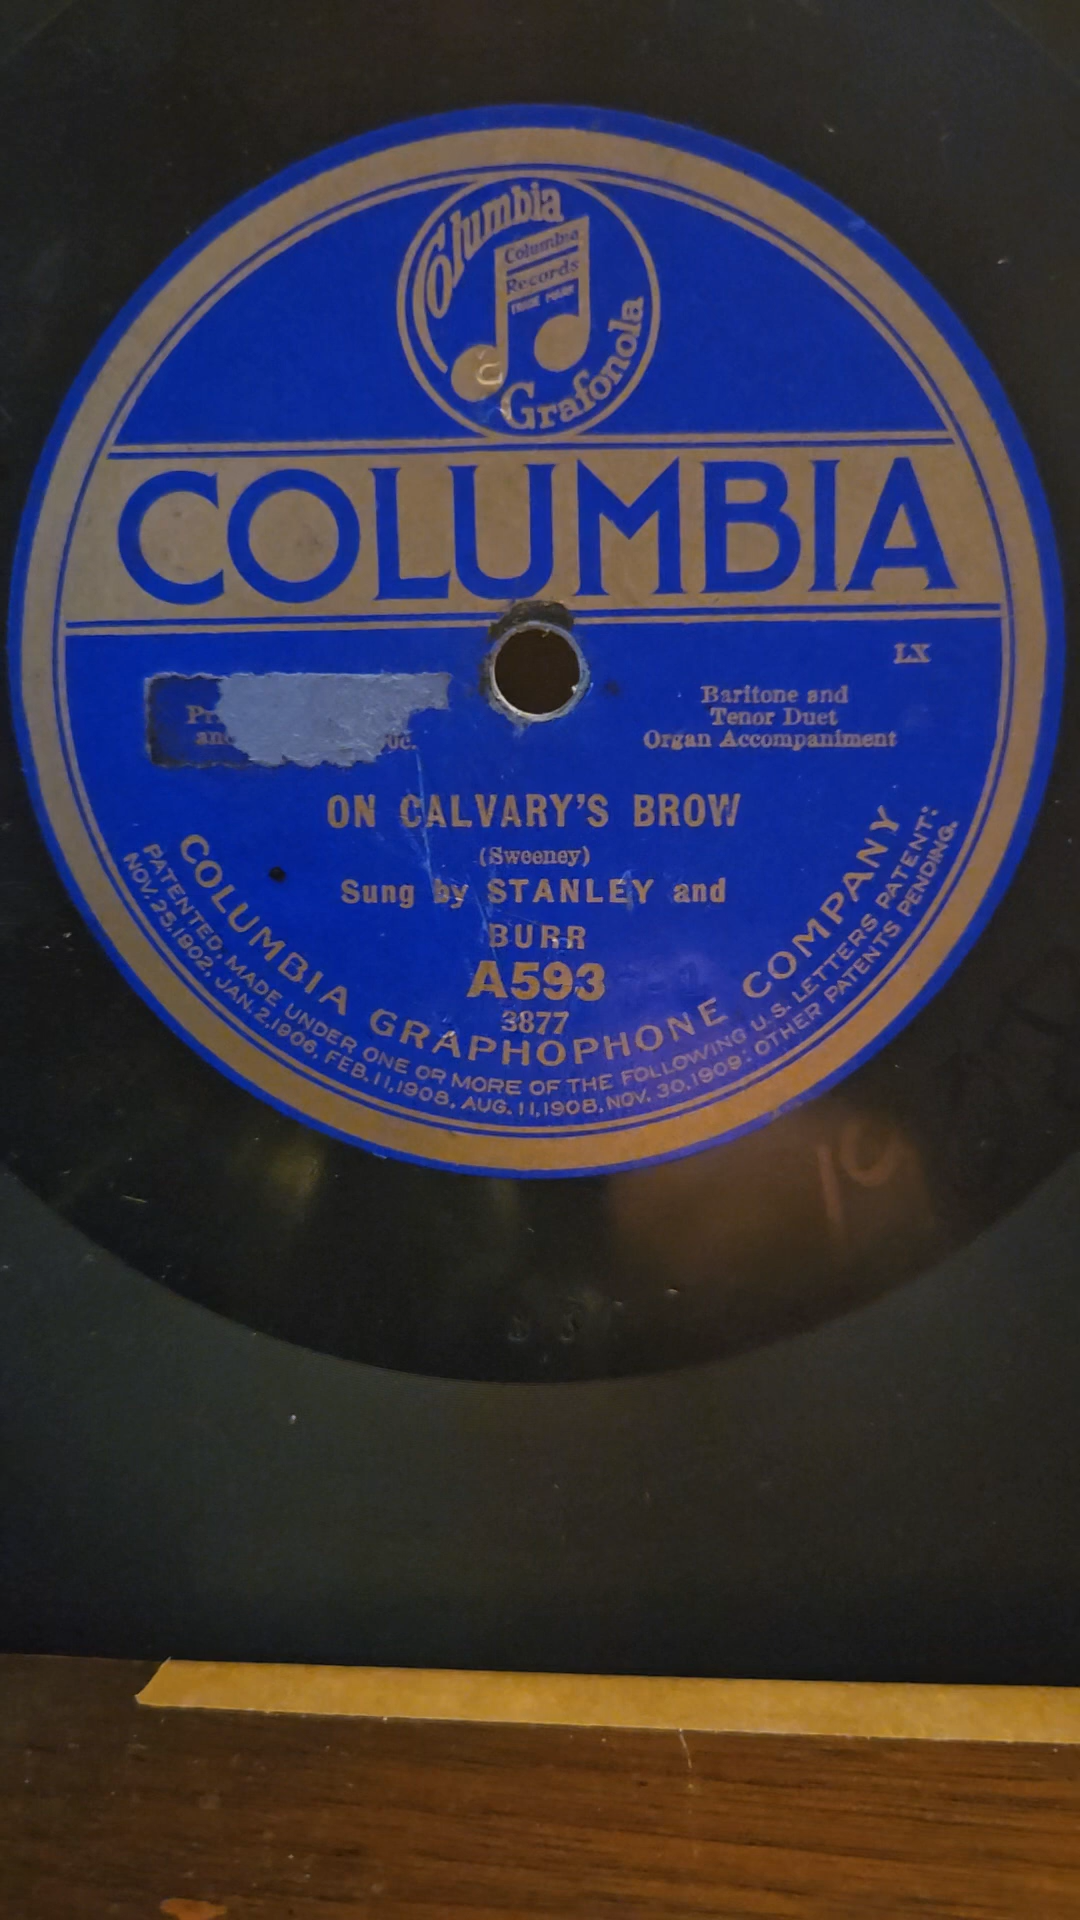 Columbia
Columbia
Records
TRADE MARK
Grafonola
COLUMBIA
LX
Baritone and
Tenor Duet
Organ Accompaniment
ON CALVARY'S BROW
(Sweeney)
Sung by STANLEY and
BURR
A593
3877
COLUMBIA GRAPHOPHONE COMPANY
PATENTED, MADE UNDER ONE OR MORE OF THE FOLLOWING U.S. LETTERS PATENT:
NOV. 25, 1902, JAN. 2, 1906, FEB. 11, 1908, AUG. 11, 1908, NOV. 30, 1909: OTHER PATENTS PENDING.